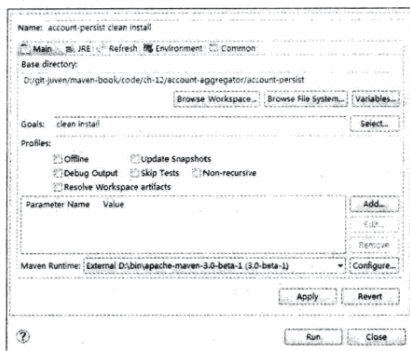 Name: account-persist clean install
Main JRE Refresh Environment Common
Base directory:
D:/git-juven/maven-book/code/ch-12/account-aggregator/account-persist
Browse Workspace... Browse File System... Variables...
Goals: clean install Select...
Profiles:
Offline Update Snapshots
Debug Output Skip Tests Non-recursive
Resolve Workspace artifacts
Parameter Name Value Add...
Edit...
Remove
Maven Runtime: External D:\bin\apache-maven-3.0-beta-1 (3.0-beta-1) Configure...
Apply Revert
? Run Close